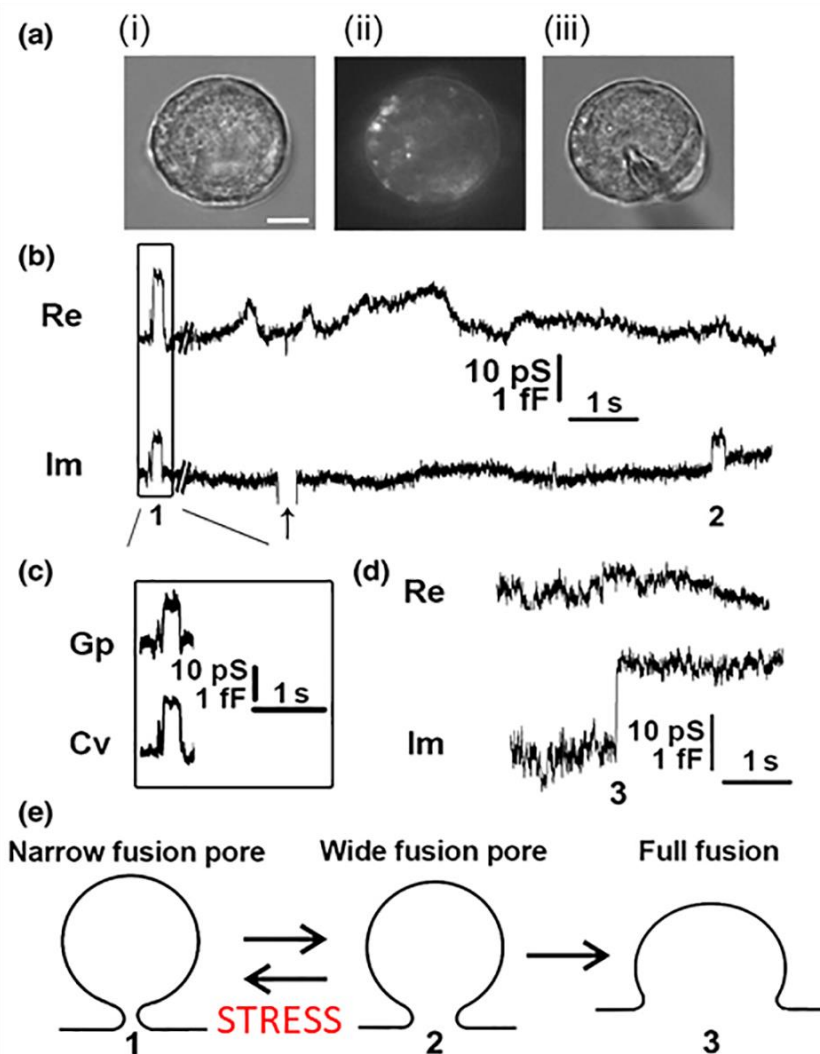 (a)
(i) (ii) (iii)
(b)
Re
10 pS
1 fF
1 s
Im
1
↑
2
(c)
Gp
10 pS
1 fF
1 s
Cv
(d)
Re
Im
10 pS
1 fF
1 s
3
(e)
Narrow fusion pore Wide fusion pore Full fusion
STRESS
1 2 3